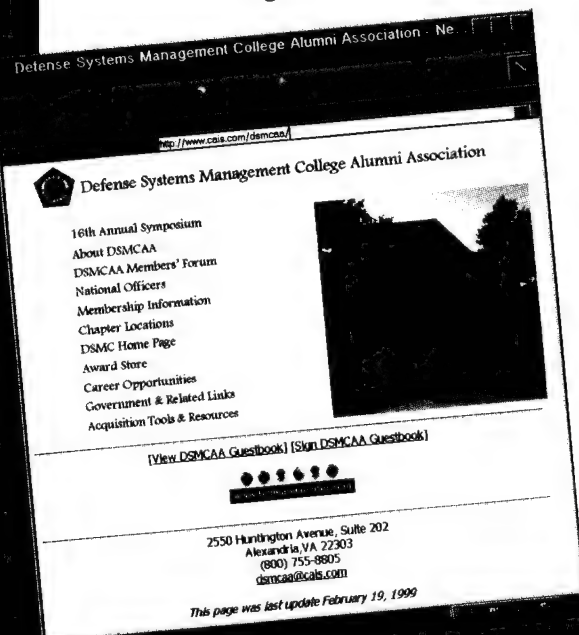 Defense Systems Management College Alumni Association - Ne...
http://www.cais.com/dsmcaa/
Defense Systems Management College Alumni Association
16th Annual Symposium
About DSMCAA
DSMCAA Members' Forum
National Officers
Membership Information
Chapter Locations
DSMC Home Page
Award Store
Career Opportunities
Government & Related Links
Acquisition Tools & Resources
[View DSMCAA Guestbook] [Sign DSMCAA Guestbook]
2550 Huntington Avenue, Suite 202
Alexandria, VA 22303
(800) 755-8805
dsmcaa@cais.com
This page was last update February 19, 1999